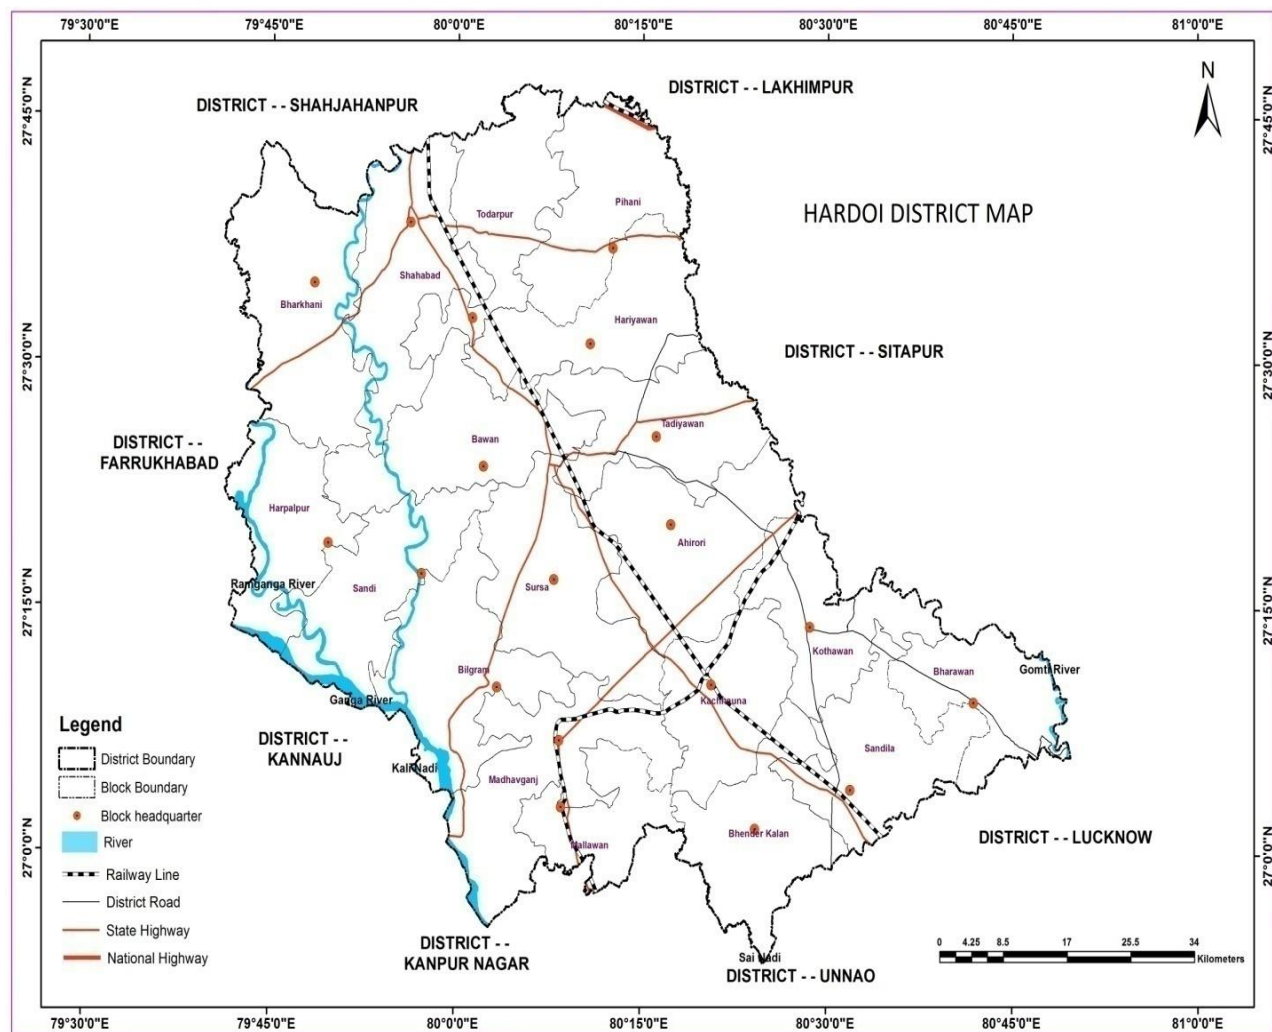 79°30'0"E
79°45'0"E
80°0'0"E
80°15'0"E
80°30'0"E
80°45'0"E
81°0'0"E
27°45'0"N
27°30'0"N
27°15'0"N
27°0'0"N
27°45'0"N
27°30'0"N
27°15'0"N
27°0'0"N
N
HARDOI DISTRICT MAP
DISTRICT - - SHAHJAHANPUR
DISTRICT - - LAKHIMPUR
DISTRICT - - SITAPUR
DISTRICT - -
FARRUKHABAD
DISTRICT - -
KANNAUJ
DISTRICT - -
KANPUR NAGAR
DISTRICT - - UNNAO
DISTRICT - - LUCKNOW
Pihani
Todarpur
Shahabad
Bharkhani
Hariyawan
Tadiyawan
Bawan
Harpalpur
Ahirori
Ramganga River
Sandi
Sursa
Kothawan
Bharawan
Gomti River
Bilgram
Ganga River
Kachhauna
Sandila
Kali Nadi
Madhavganj
Bhender Kalan
Mallawan
Sai Nadi
Legend
District Boundary
Block Boundary
Block headquarter
River
Railway Line
District Road
State Highway
National Highway
0 4.25 8.5 17 25.5 34
Kilometers
79°30'0"E
79°45'0"E
80°0'0"E
80°15'0"E
80°30'0"E
80°45'0"E
81°0'0"E